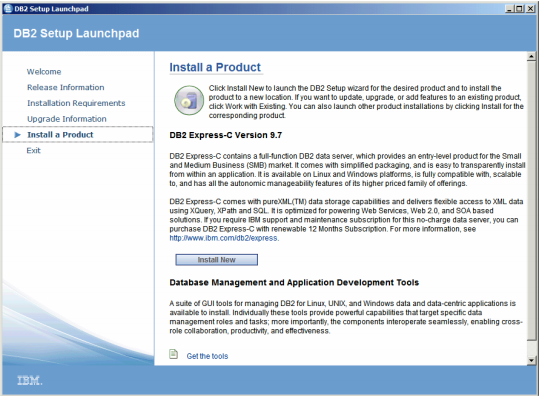 DB2 Setup Launchpad
DB2 Setup Launchpad
Welcome
Release Information
Installation Requirements
Upgrade Information
Install a Product
Exit
Install a Product
Click Install New to launch the DB2 Setup wizard for the desired product and to install the
product to a new location. If you want to update, upgrade, or add features to an existing product,
click Work with Existing. You can also launch other product installations by clicking Install for the
corresponding product.
DB2 Express-C Version 9.7
DB2 Express-C contains a full-function DB2 data server, which provides an entry-level product for the Small
and Medium Business (SMB) market. It comes with simplified packaging, and is easy to transparently install
from within an application. It is available on Linux and Windows platforms, is fully compatible with, scalable
to, and has all the autonomic manageability features of its higher priced family of offerings.
DB2 Express-C comes with pureXML(TM) data storage capabilities and delivers flexible access to XML data
using XQuery, XPath and SQL. It is optimized for powering Web Services, Web 2.0, and SOA based
solutions. If you require IBM support and maintenance subscription for this no-charge data server, you can
purchase DB2 Express-C with renewable 12 Months Subscription. For more information, see
http://www.ibm.com/db2/express.
Install New
Database Management and Application Development Tools
A suite of GUI tools for managing DB2 for Linux, UNIX, and Windows data and data-centric applications is
available to install. Individually these tools provide powerful capabilities that target specific data
management roles and tasks; more importantly, the components interoperate seamlessly, enabling cross-
role collaboration, productivity, and effectiveness.
Get the tools
IBM.